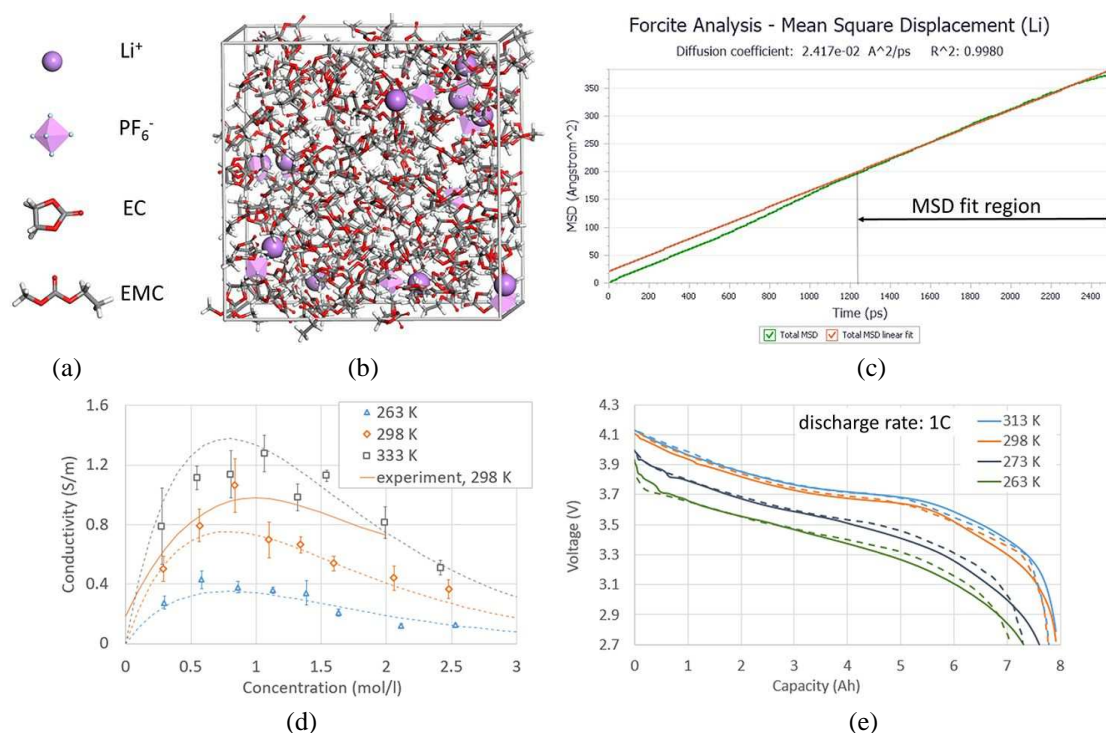 Li⁺
PF₆⁻
EC
EMC
(a)
(b)
Forcite Analysis - Mean Square Displacement (Li)
Diffusion coefficient: 2.417e-02 A^2/ps R^2: 0.9980
MSD (Angstrom^2)
350
300
250
200
150
100
50
0
MSD fit region
0 200 400 600 800 1000 1200 1400 1600 1800 2000 2200 2400
Time (ps)
Total MSD Total MSD linear fit
(c)
Conductivity (S/m)
1.6
1.2
0.8
0.4
0
263 K
298 K
333 K
experiment, 298 K
0 0.5 1 1.5 2 2.5 3
Concentration (mol/l)
(d)
Voltage (V)
4.3
4.1
3.9
3.7
3.5
3.3
3.1
2.9
2.7
discharge rate: 1C
313 K
298 K
273 K
263 K
0 1 2 3 4 5 6 7 8
Capacity (Ah)
(e)